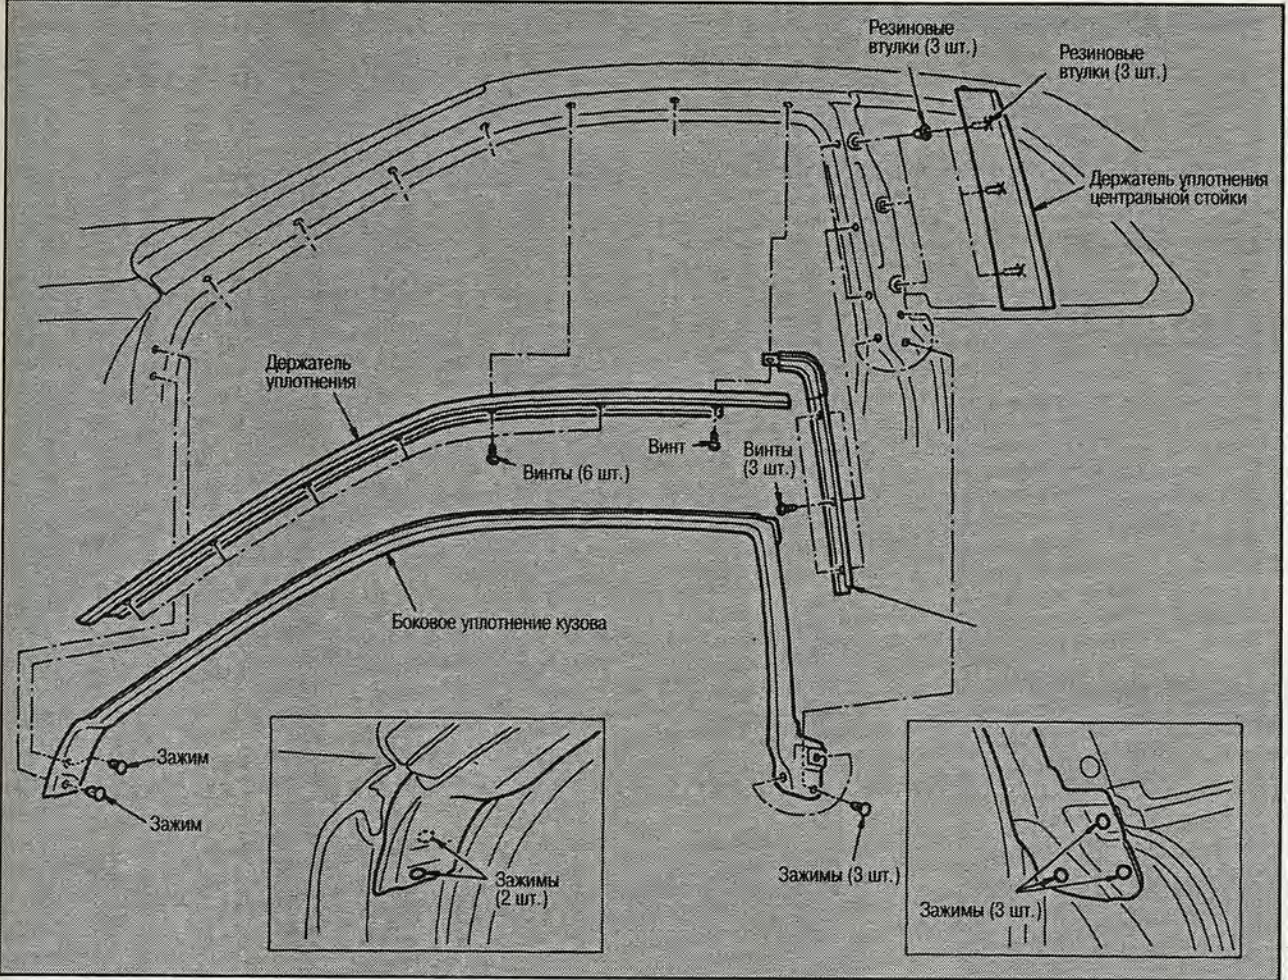 Резиновые
втулки (3 шт.)
Резиновые
втулки (3 шт.)
Держатель уплотнения
центральной стойки
Держатель
уплотнения
Винт
Винты
(3 шт.)
Винты (6 шт.)
Боковое уплотнение кузова
Зажим
Зажим
Зажимы
(2 шт.)
Зажимы (3 шт.)
Зажимы (3 шт.)